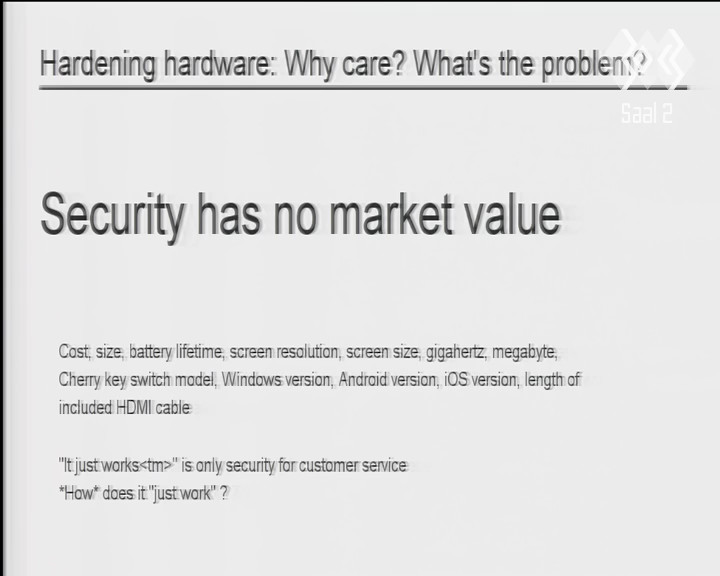 Hardening hardware: Why care? What's the problem?
Saal 2
Security has no market value
Cost, size, battery lifetime, screen resolution, screen size, gigahertz, megabyte,
Cherry key switch model, Windows version, Android version, iOS version, length of
included HDMI cable
"It just works<tm>" is only security for customer service
*How* does it "just work" ?